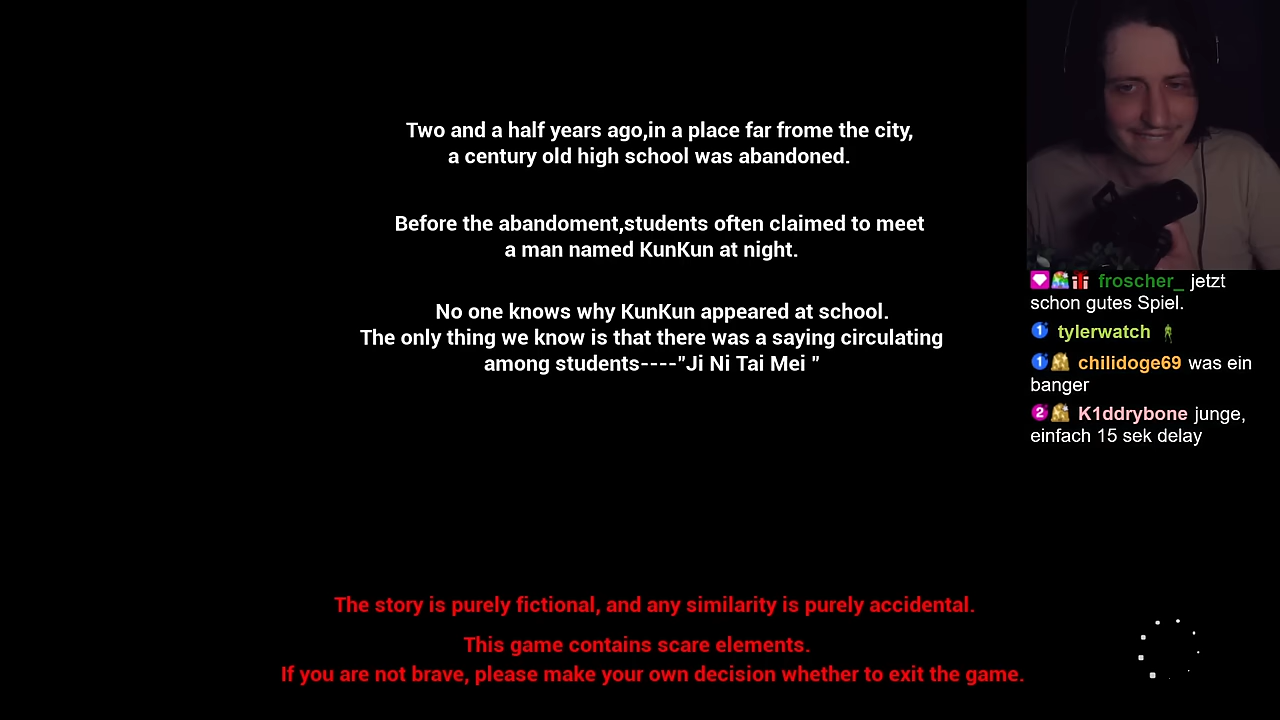 Two and a half years ago,in a place far frome the city,
a century old high school was abandoned.
Before the abandoment,students often claimed to meet
a man named KunKun at night.
No one knows why KunKun appeared at school.
The only thing we know is that there was a saying circulating
among students----"Ji Ni Tai Mei "
The story is purely fictional, and any similarity is purely accidental.
This game contains scare elements.
If you are not brave, please make your own decision whether to exit the game.
froscher_ jetzt
schon gutes Spiel.
1 tylerwatch
1 chilidoge69 was ein
banger
2 K1ddrybone junge,
einfach 15 sek delay